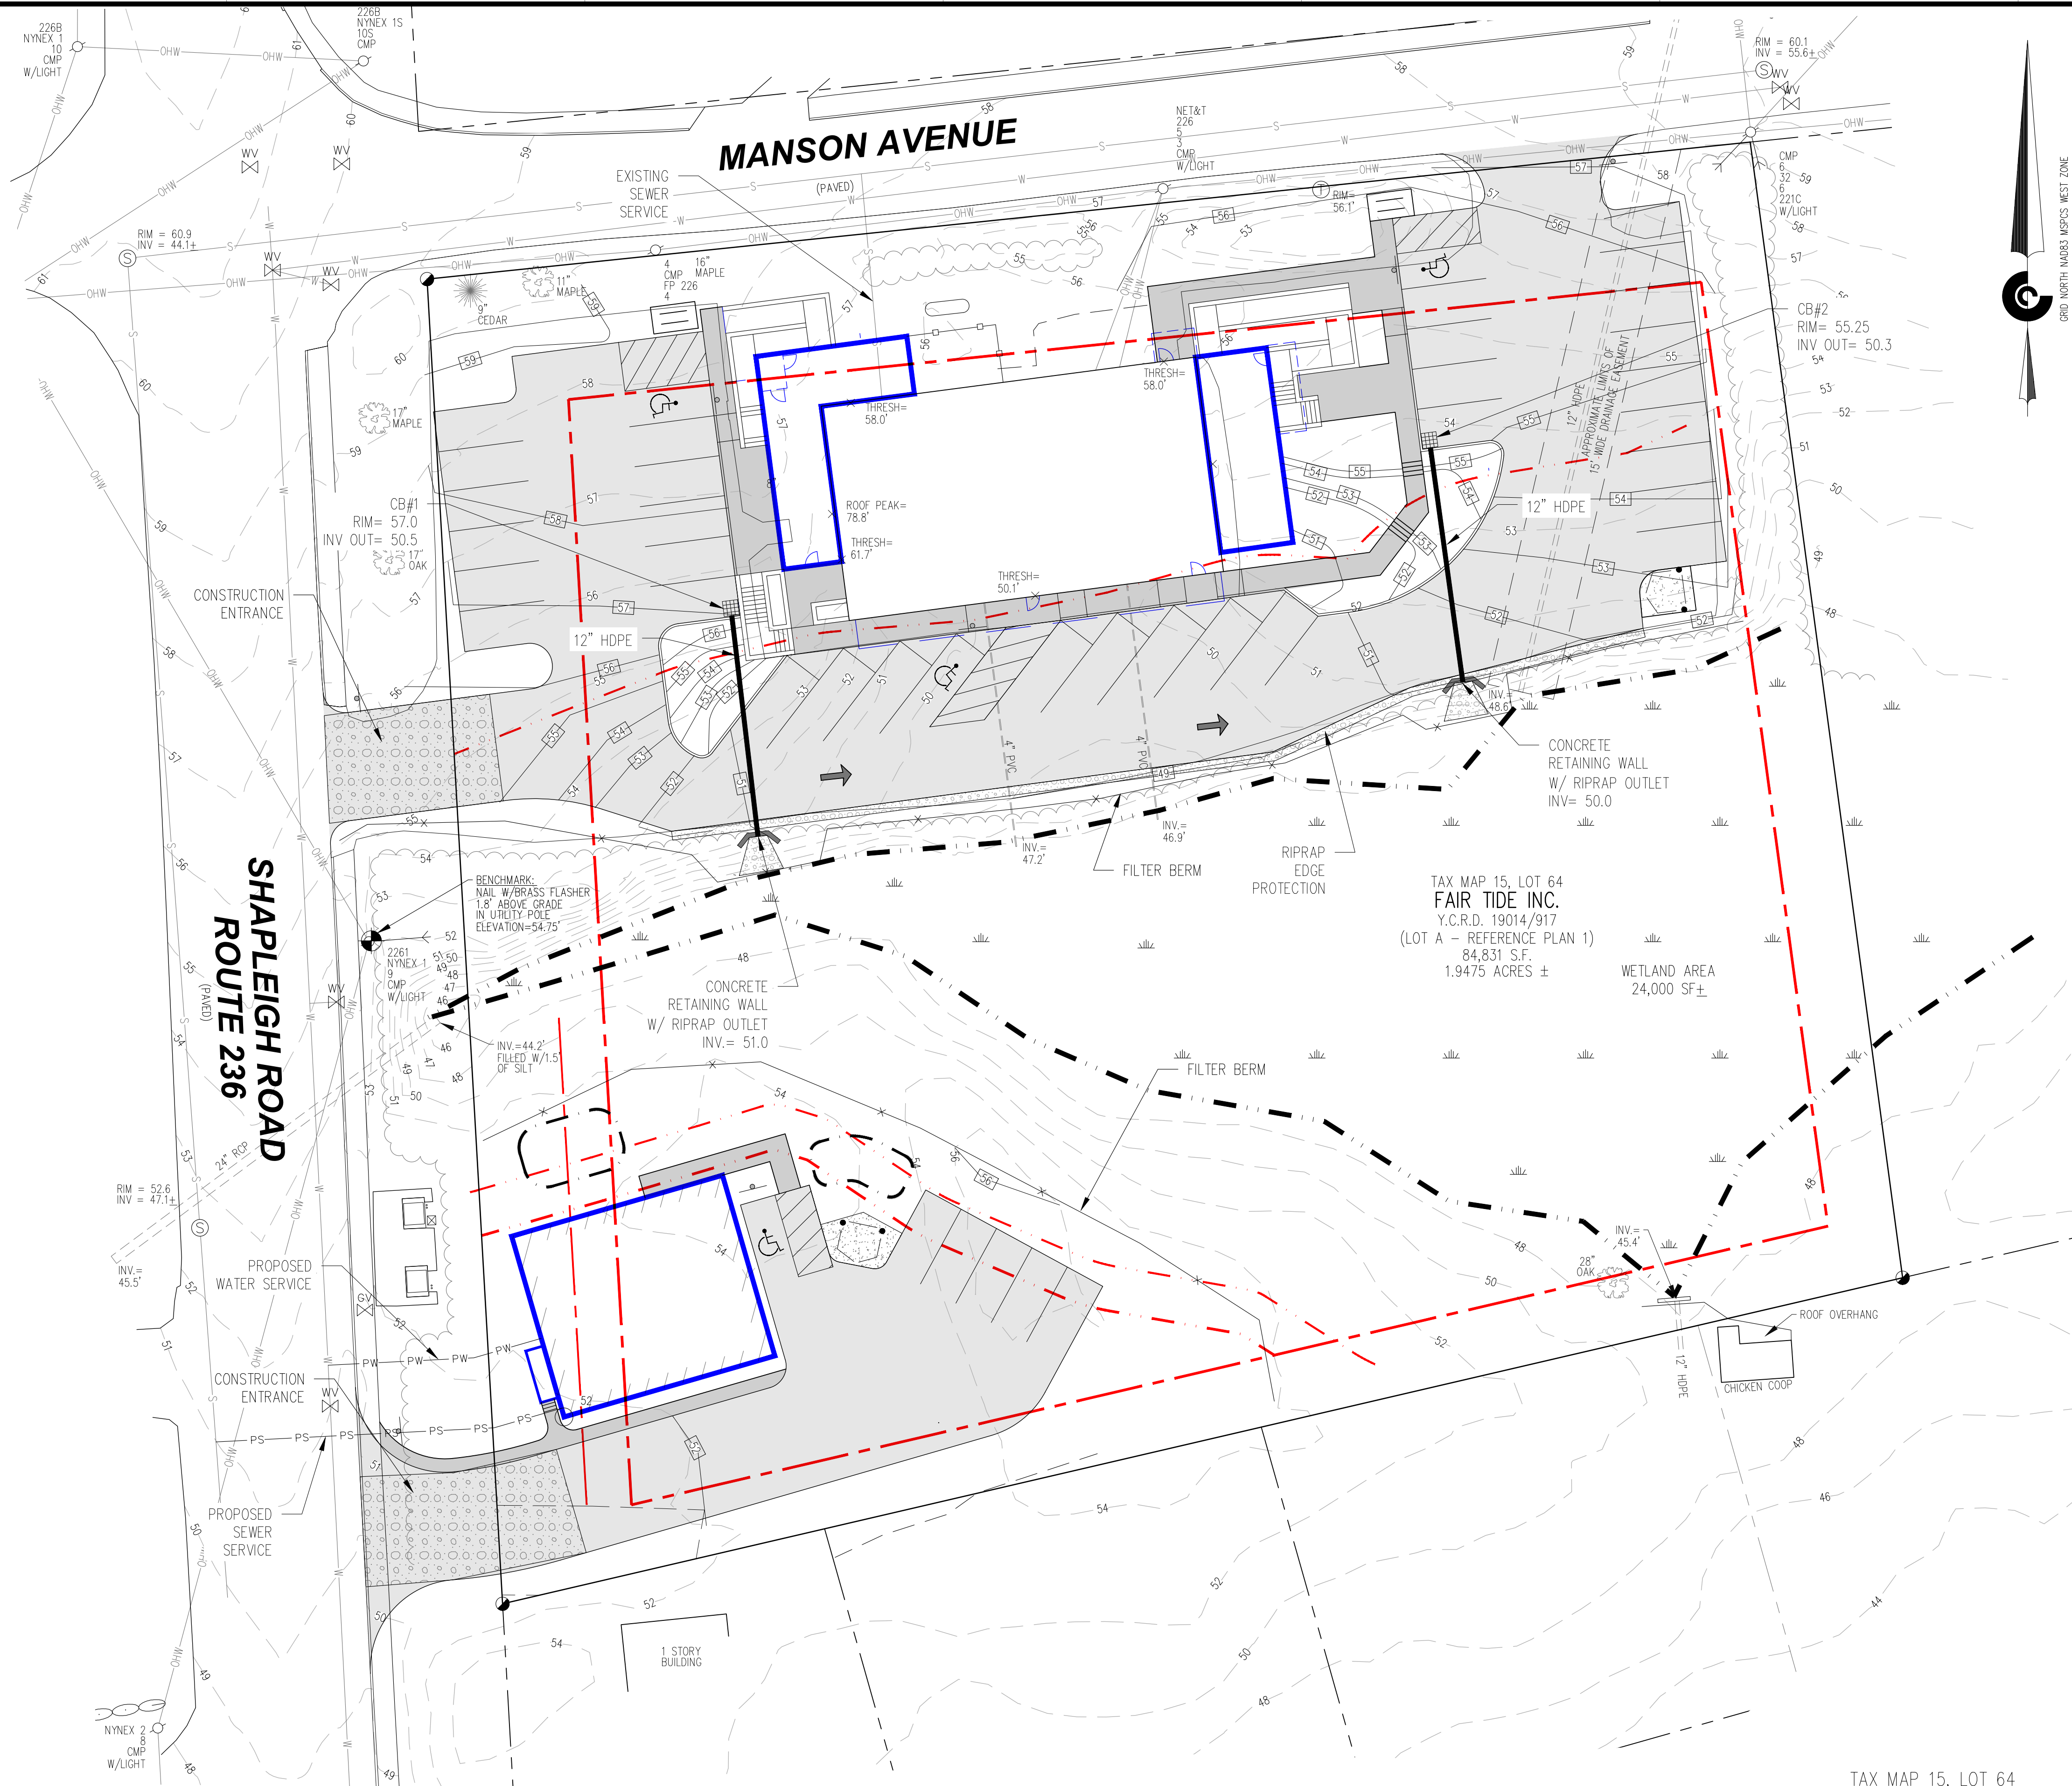 226B
NYNEX 1
10
CMP
W/LIGHT
226B
NYNEX 1S
10S
CMP
MANSON AVENUE
(PAVED)
EXISTING
SEWER
SERVICE
NET&T
226
5
3
CMP
W/LIGHT
RIM = 60.1
INV = 55.6±
CMP
6
32
6
221C
W/LIGHT
GRID NORTH NAD83 MSPCS WEST ZONE
RIM = 60.9
INV = 44.1±
RIM=
56.1'
4
CMP
FP 226
4
16"
MAPLE
11"
MAPLE
9"
CEDAR
17"
MAPLE
CB#1
RIM= 57.0
INV OUT= 50.5
17"
OAK
CONSTRUCTION
ENTRANCE
12" HDPE
THRESH=
58.0'
THRESH=
58.0'
ROOF PEAK=
78.8'
THRESH=
61.7'
THRESH=
50.1'
CB#2
RIM= 55.25
INV OUT= 50.3
12" HDPE
APPROXIMATE LIMITS OF
15' WIDE DRAINAGE EASEMENT
12" HDPE
INV.=
48.6'
CONCRETE
RETAINING WALL
W/ RIPRAP OUTLET
INV= 50.0
4" PVC
4" PVC
INV.=
46.9'
INV.=
47.2'
FILTER BERM
RIPRAP
EDGE
PROTECTION
TAX MAP 15, LOT 64
FAIR TIDE INC.
Y.C.R.D. 19014/917
(LOT A – REFERENCE PLAN 1)
84,831 S.F.
1.9475 ACRES ±
WETLAND AREA
24,000 SF±
SHAPLEIGH ROAD
ROUTE 236
(PAVED)
BENCHMARK:
NAIL W/BRASS FLASHER
1.8' ABOVE GRADE
IN UTILITY POLE
ELEVATION=54.75'
2261
NYNEX 1
9
CMP
W/LIGHT
CONCRETE
RETAINING WALL
W/ RIPRAP OUTLET
INV.= 51.0
INV.=44.2'
FILLED W/1.5'
OF SILT
FILTER BERM
24" RCP
RIM = 52.6
INV = 47.1±
INV.=
45.5'
PROPOSED
WATER SERVICE
GV
CONSTRUCTION
ENTRANCE
WV
PROPOSED
SEWER
SERVICE
28"
OAK
INV.=
45.4'
ROOF OVERHANG
CHICKEN COOP
12" HDPE
1 STORY
BUILDING
NYNEX 2
8
CMP
W/LIGHT
TAX MAP 15, LOT 64